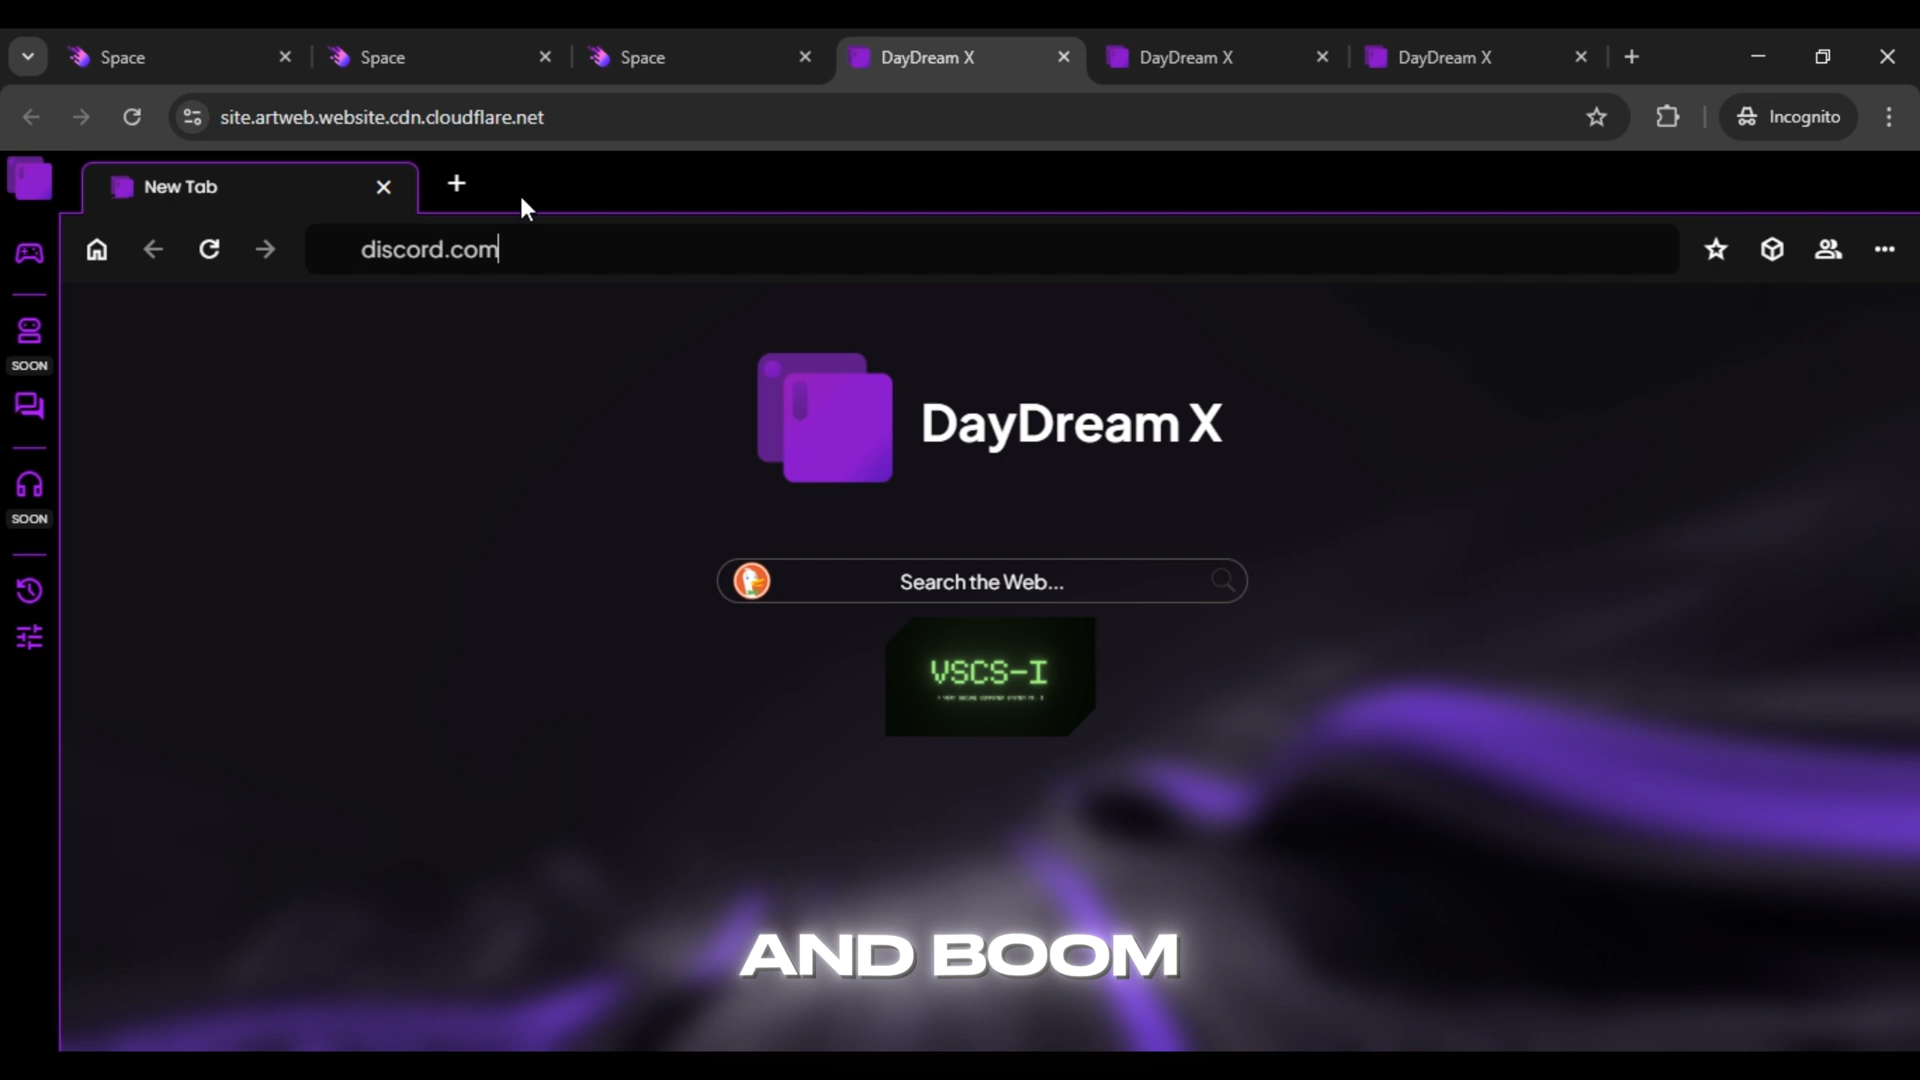 Space
Space
Space
DayDream X
DayDream X
DayDream X
site.artweb.website.cdn.cloudflare.net
Incognito
New Tab
discord.com
SOON
SOON
DayDream X
Search the Web...
VSCS-I
AND BOOM